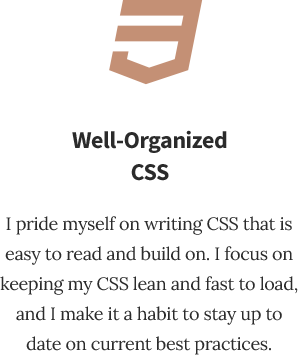 Well-Organized
CSS
I pride myself on writing CSS that is
easy to read and build on. I focus on
keeping my CSS lean and fast to load,
and I make it a habit to stay up to
date on current best practices.